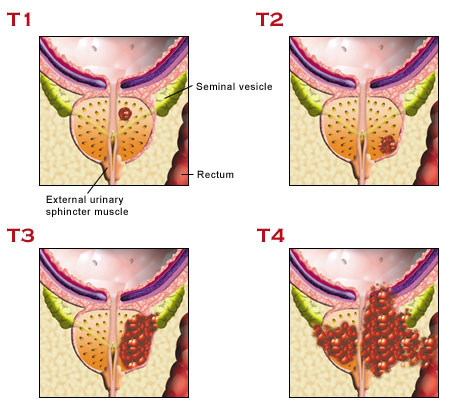 T1
T2
Seminal vesicle
Rectum
External urinary
sphincter muscle
T3
T4